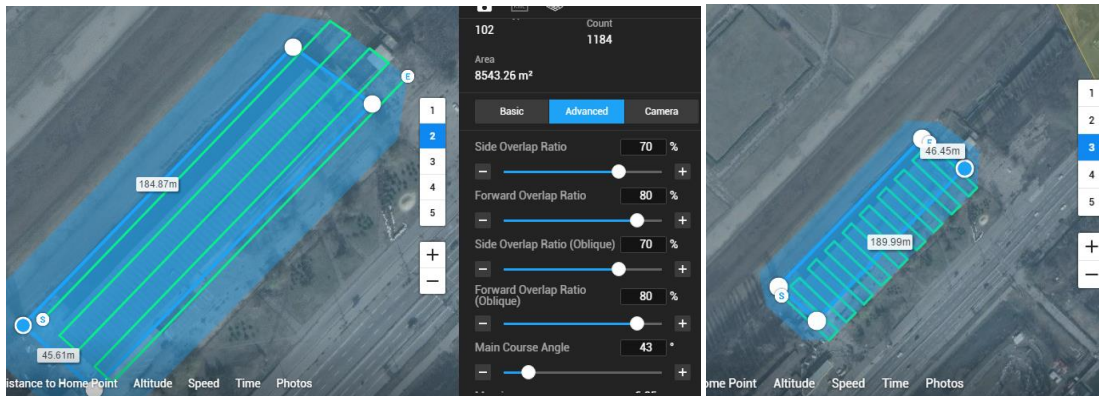 184.87m
45.61m
E
S
1
2
3
4
5
+
−
istance to Home Point Altitude Speed Time Photos
102
Count
1184
Area
8543.26 m²
Basic Advanced Camera
Side Overlap Ratio 70 %
− +
Forward Overlap Ratio 80 %
− +
Side Overlap Ratio (Oblique) 70 %
− +
Forward Overlap Ratio
(Oblique) 80 %
− +
Main Course Angle 43 °
− +
E
46.45m
189.99m
S
1
2
3
4
5
+
−
ome Point Altitude Speed Time Photos